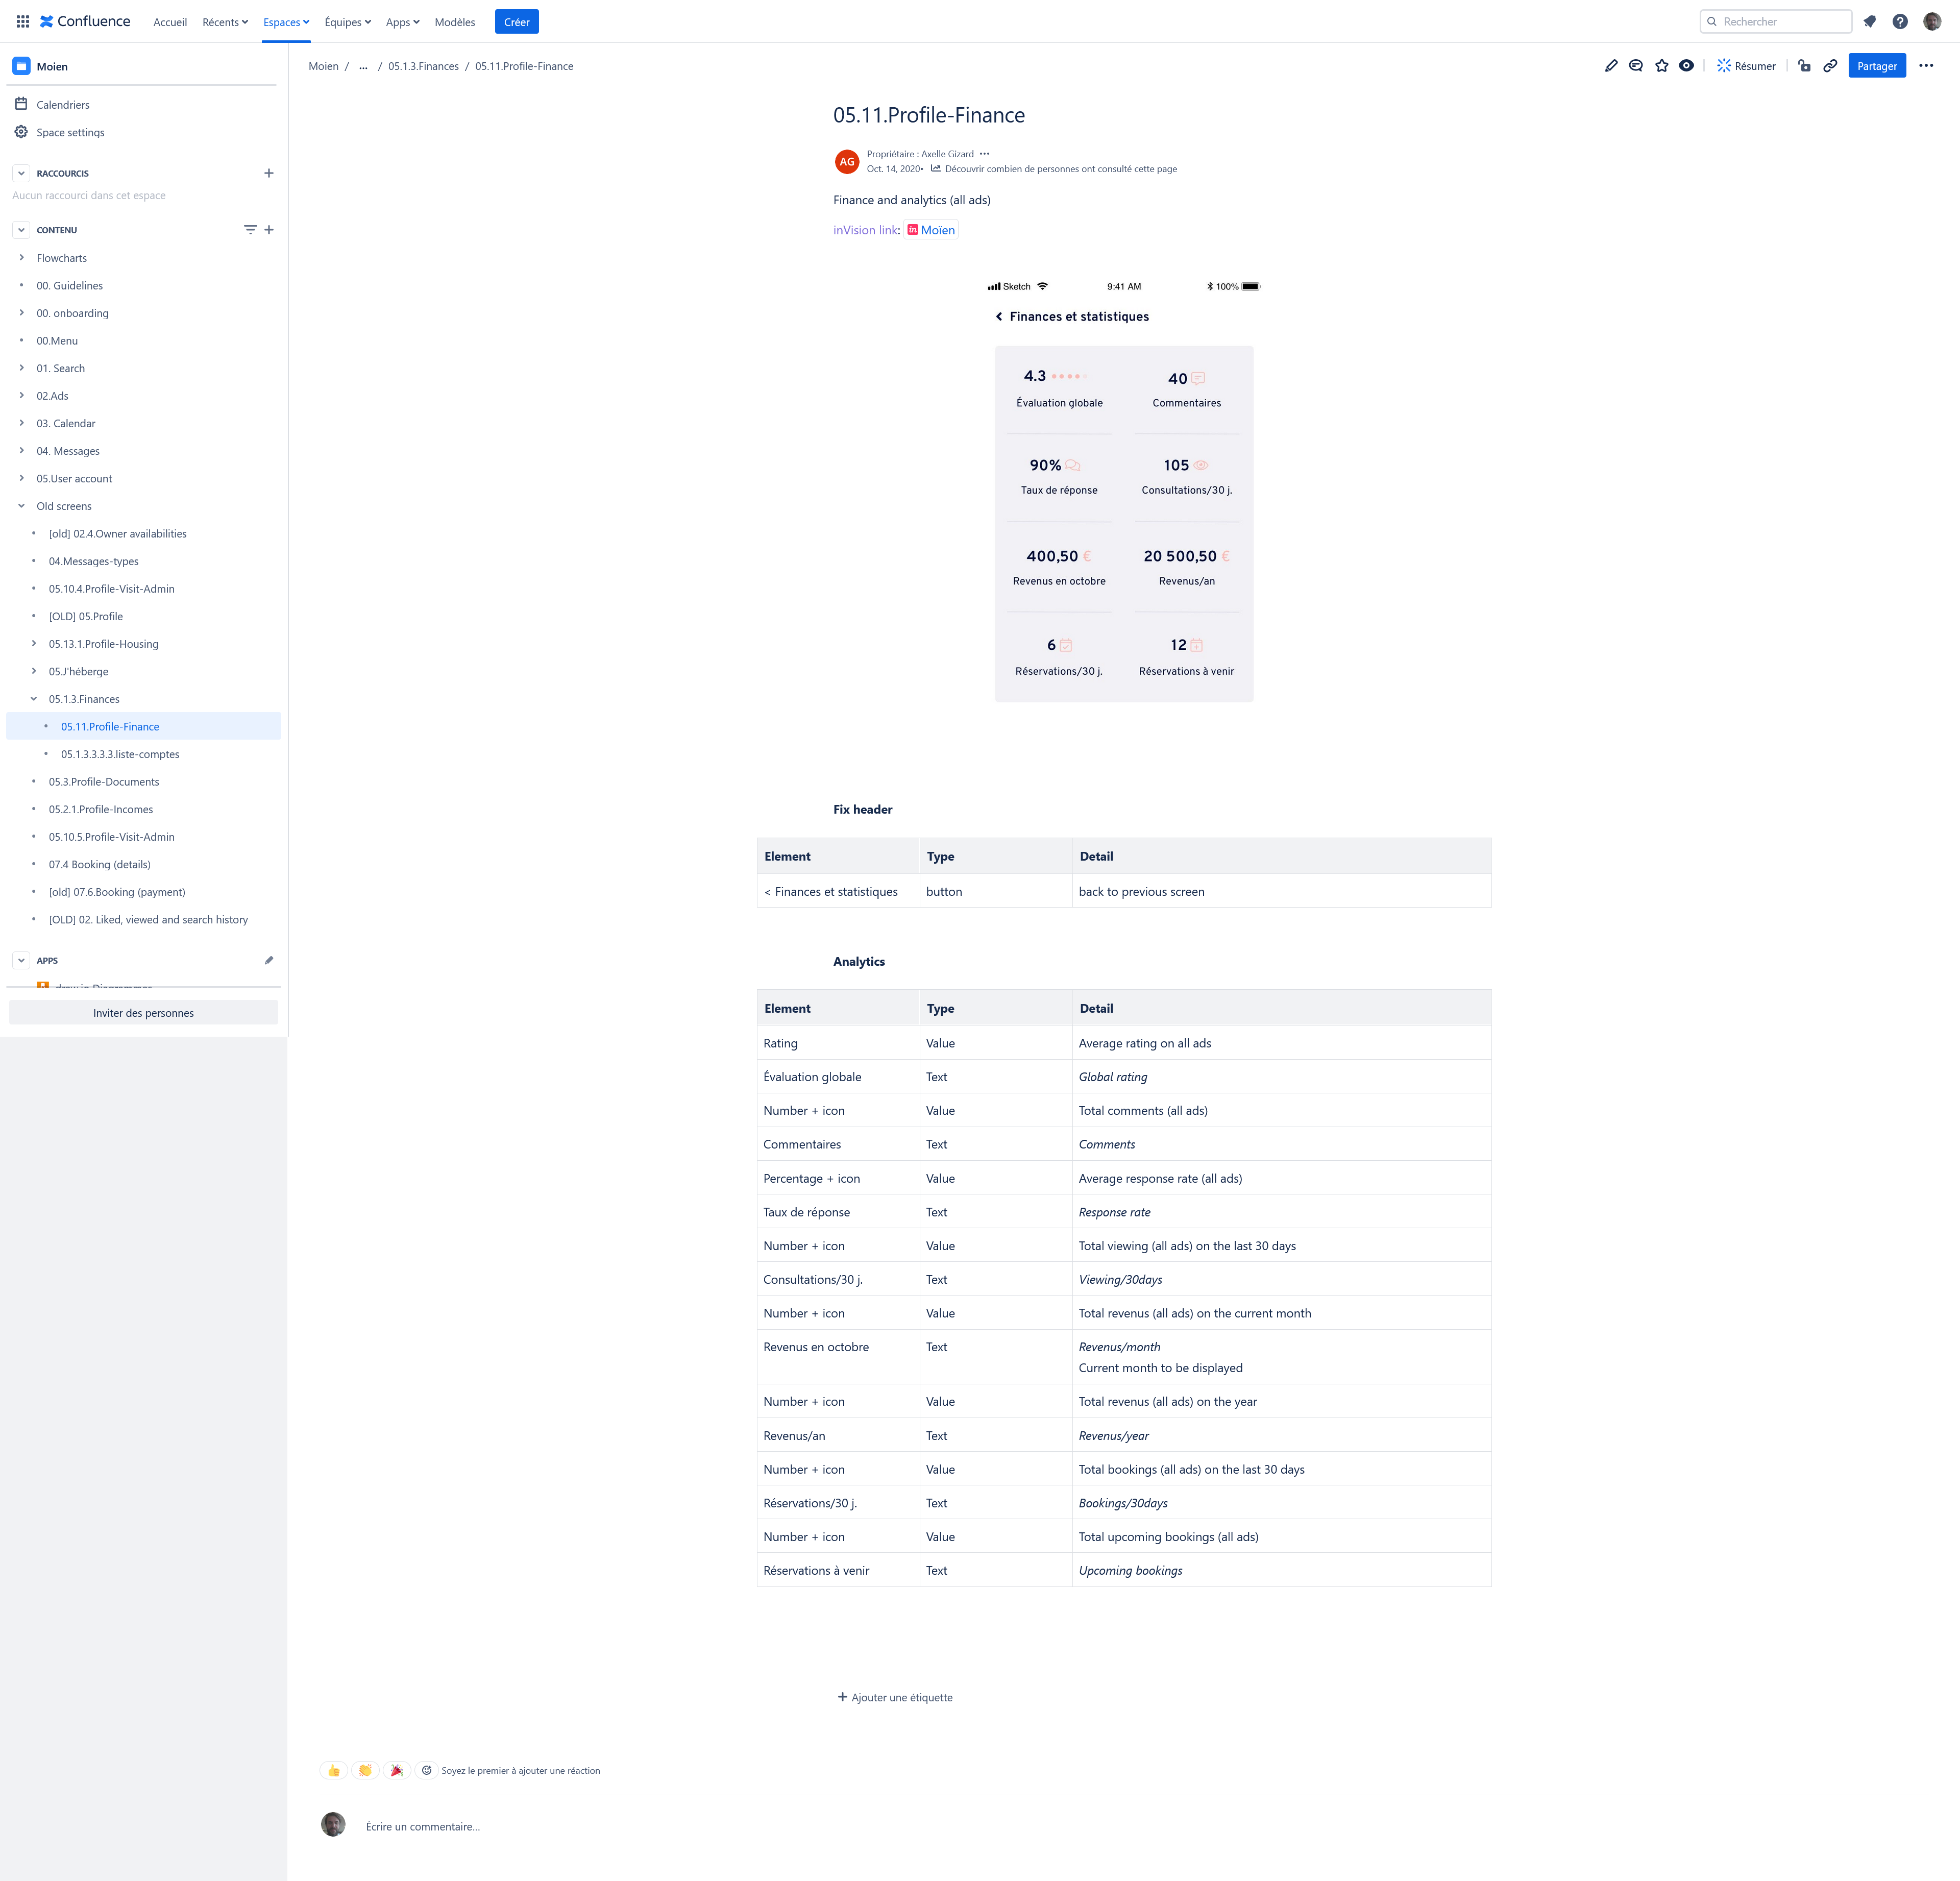 Confluence
Accueil
Récents
Espaces
Équipes
Apps
Modèles
Créer
Rechercher
Moien
Calendriers
Space settings
RACCOURCIS
Aucun raccourci dans cet espace
CONTENU
Flowcharts
00. Guidelines
00. onboarding
00.Menu
01. Search
02.Ads
03. Calendar
04. Messages
05.User account
Old screens
[old] 02.4.Owner availabilities
04.Messages-types
05.10.4.Profile-Visit-Admin
[OLD] 05.Profile
05.13.1.Profile-Housing
05.J'héberge
05.1.3.Finances
05.11.Profile-Finance
05.1.3.3.3.3.liste-comptes
05.3.Profile-Documents
05.2.1.Profile-Incomes
05.10.5.Profile-Visit-Admin
07.4 Booking (details)
[old] 07.6.Booking (payment)
[OLD] 02. Liked, viewed and search history
APPS
Inviter des personnes
Moien / ... / 05.1.3.Finances / 05.11.Profile-Finance
Résumer
Partager
05.11.Profile-Finance
AG
Propriétaire : Axelle Gizard
Oct. 14, 2020• Découvrir combien de personnes ont consulté cette page
Finance and analytics (all ads)
inVision link: in Moïen
Sketch 9:41 AM 100%
Finances et statistiques
4.3 40
Évaluation globale Commentaires
90% 105
Taux de réponse Consultations/30 j.
400,50 € 20 500,50 €
Revenus en octobre Revenus/an
6 12
Réservations/30 j. Réservations à venir
Fix header
Element Type Detail
< Finances et statistiques button back to previous screen
Analytics
Element Type Detail
Rating Value Average rating on all ads
Évaluation globale Text Global rating
Number + icon Value Total comments (all ads)
Commentaires Text Comments
Percentage + icon Value Average response rate (all ads)
Taux de réponse Text Response rate
Number + icon Value Total viewing (all ads) on the last 30 days
Consultations/30 j. Text Viewing/30days
Number + icon Value Total revenus (all ads) on the current month
Revenus en octobre Text Revenus/month
Current month to be displayed
Number + icon Value Total revenus (all ads) on the year
Revenus/an Text Revenus/year
Number + icon Value Total bookings (all ads) on the last 30 days
Réservations/30 j. Text Bookings/30days
Number + icon Value Total upcoming bookings (all ads)
Réservations à venir Text Upcoming bookings
Ajouter une étiquette
Soyez le premier à ajouter une réaction
Écrire un commentaire...